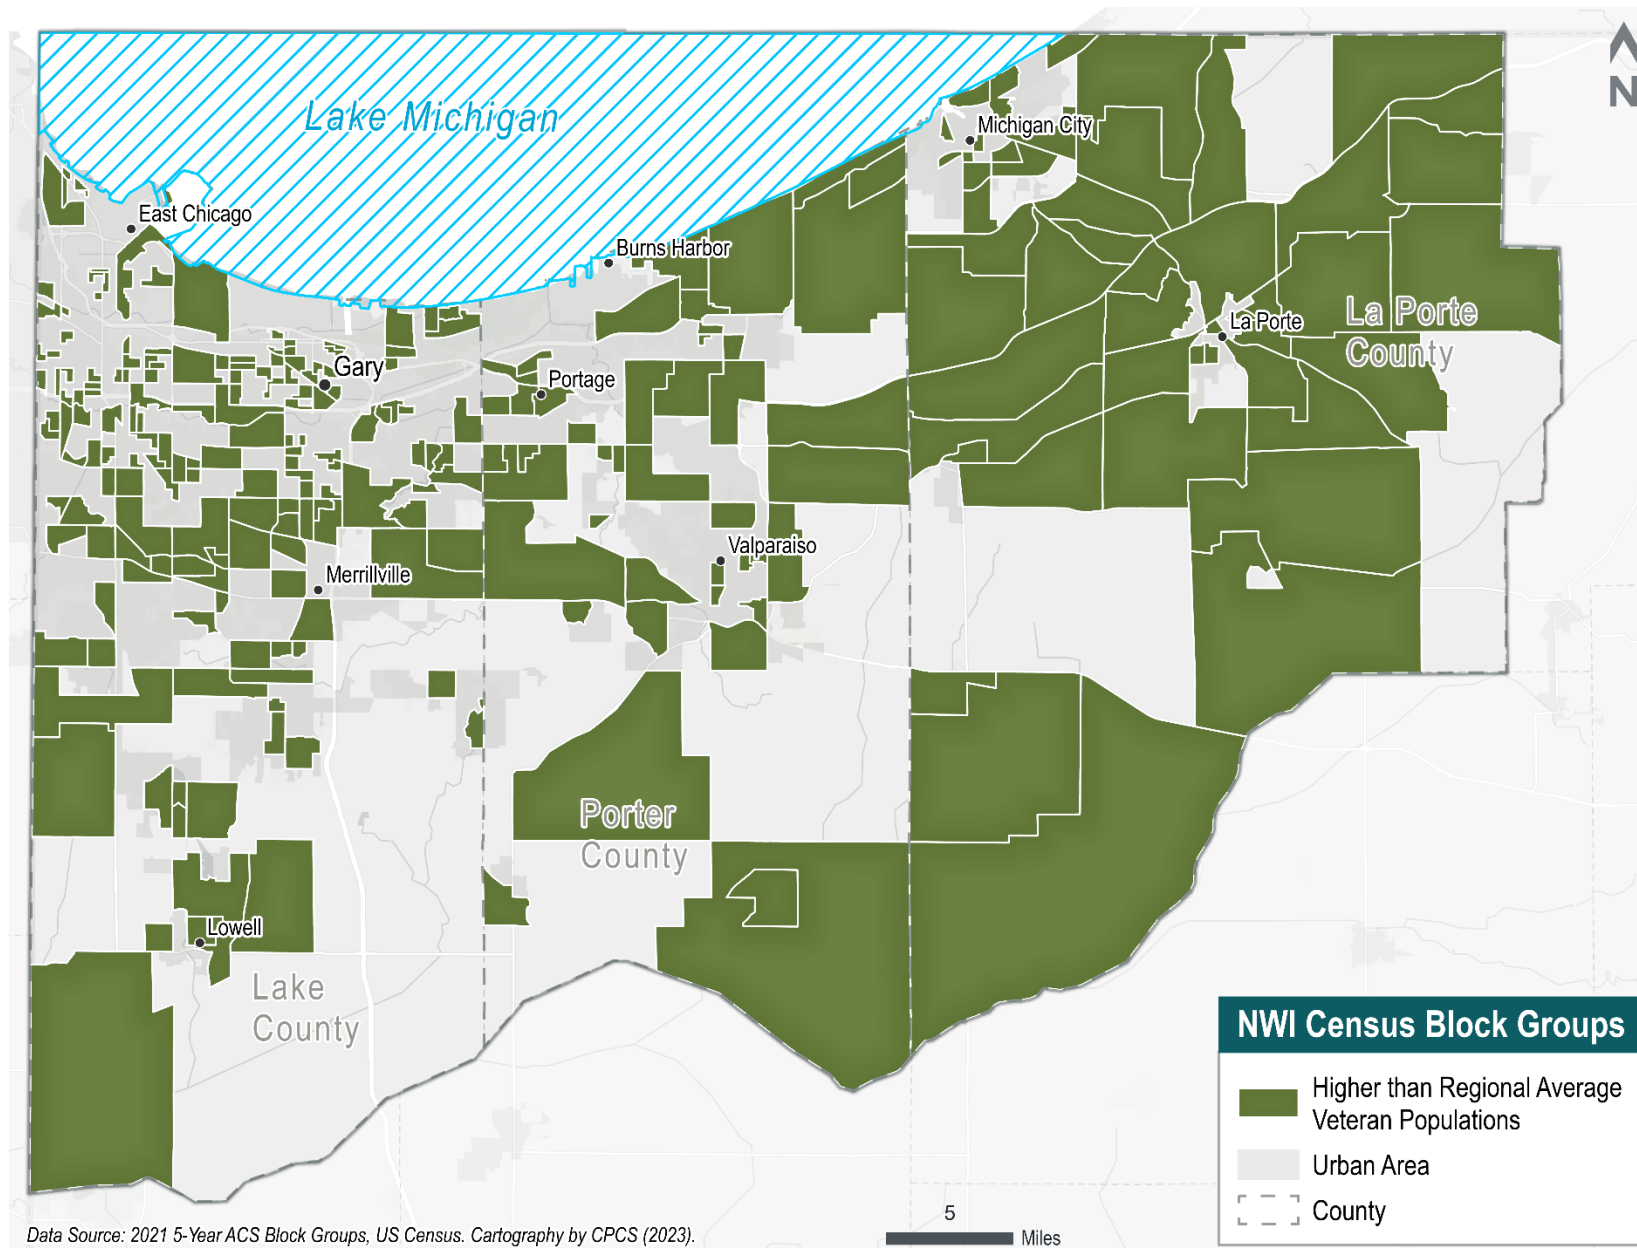 N
Lake Michigan
Michigan City
East Chicago
Burns Harbor
La Porte
County
La Porte
Gary
Portage
Valparaiso
Merrillville
Porter
County
Lowell
Lake
County
NWI Census Block Groups
Higher than Regional Average
Veteran Populations
Urban Area
County
5
Miles
Data Source: 2021 5-Year ACS Block Groups, US Census. Cartography by CPCS (2023).